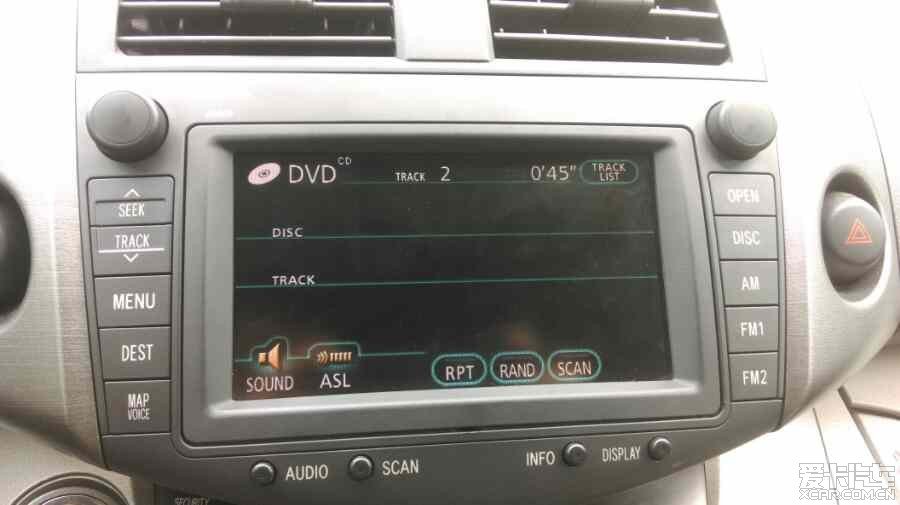 DVD CD TRACK 2 0'45" TRACK LIST
DISC
TRACK
SOUND ASL RPT RAND SCAN
SEEK
TRACK
MENU
DEST
MAP
VOICE
OPEN
DISC
AM
FM1
FM2
AUDIO SCAN INFO DISPLAY
SECURITY
爱卡汽车
XCAR.COM.CN